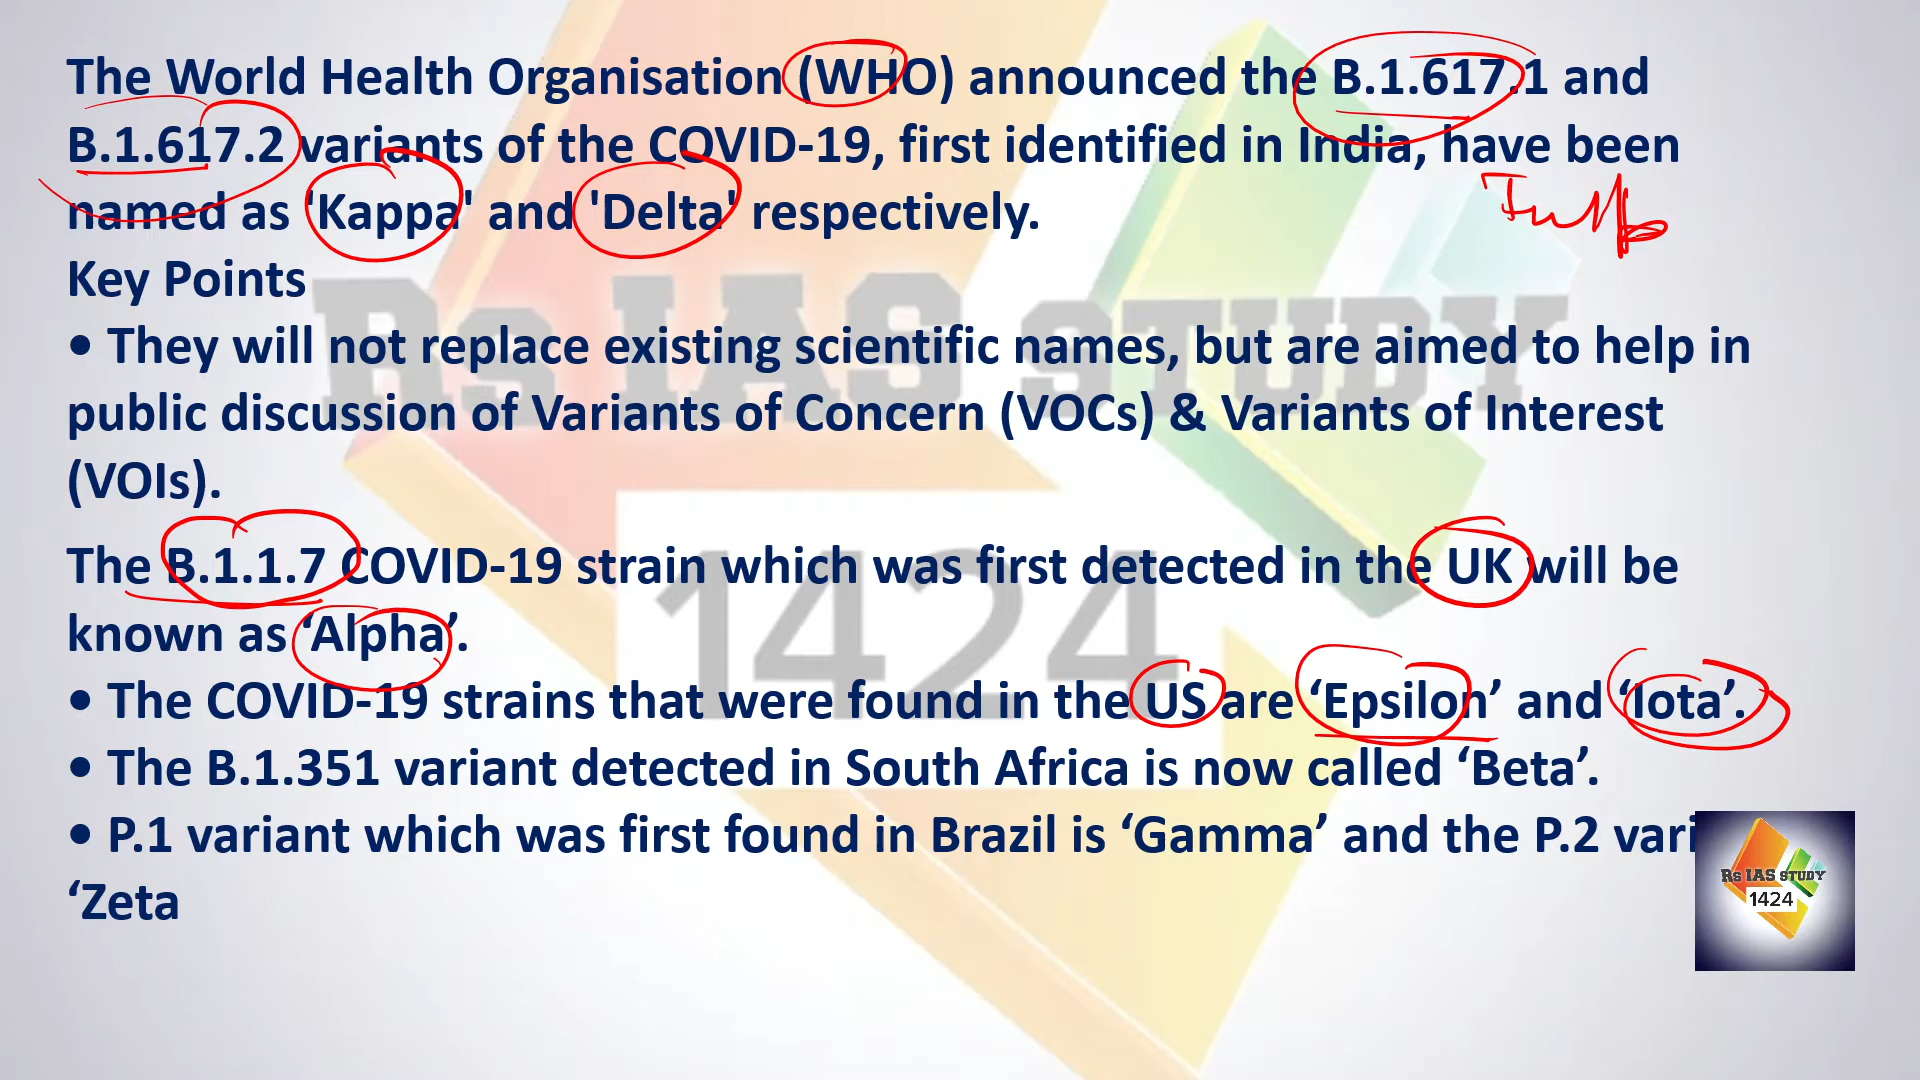 The World Health Organisation (WHO) announced the B.1.617.1 and
B.1.617.2 variants of the COVID-19, first identified in India, have been
named as 'Kappa' and 'Delta' respectively.
Key Points
• They will not replace existing scientific names, but are aimed to help in
public discussion of Variants of Concern (VOCs) & Variants of Interest
(VOIs).
The B.1.1.7 COVID-19 strain which was first detected in the UK will be
known as ‘Alpha’.
• The COVID-19 strains that were found in the US are ‘Epsilon’ and ‘Iota’.
• The B.1.351 variant detected in South Africa is now called ‘Beta’.
• P.1 variant which was first found in Brazil is ‘Gamma’ and the P.2 vari
‘Zeta
Rs IAS STUDY
1424
Rs IAS STUDY
1424